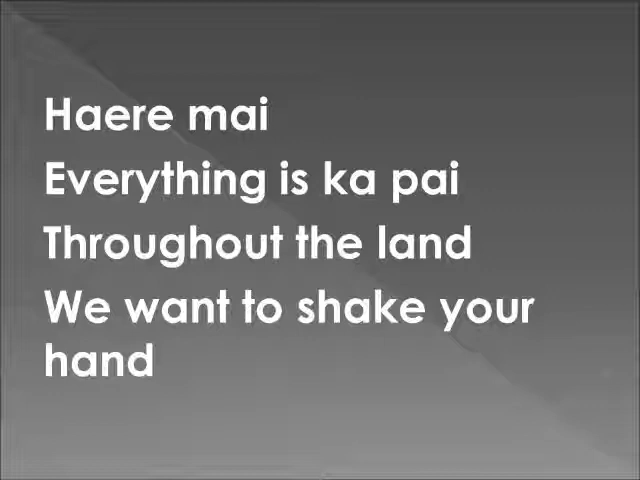 Haere mai
Everything is ka pai
Throughout the land
We want to shake your
hand